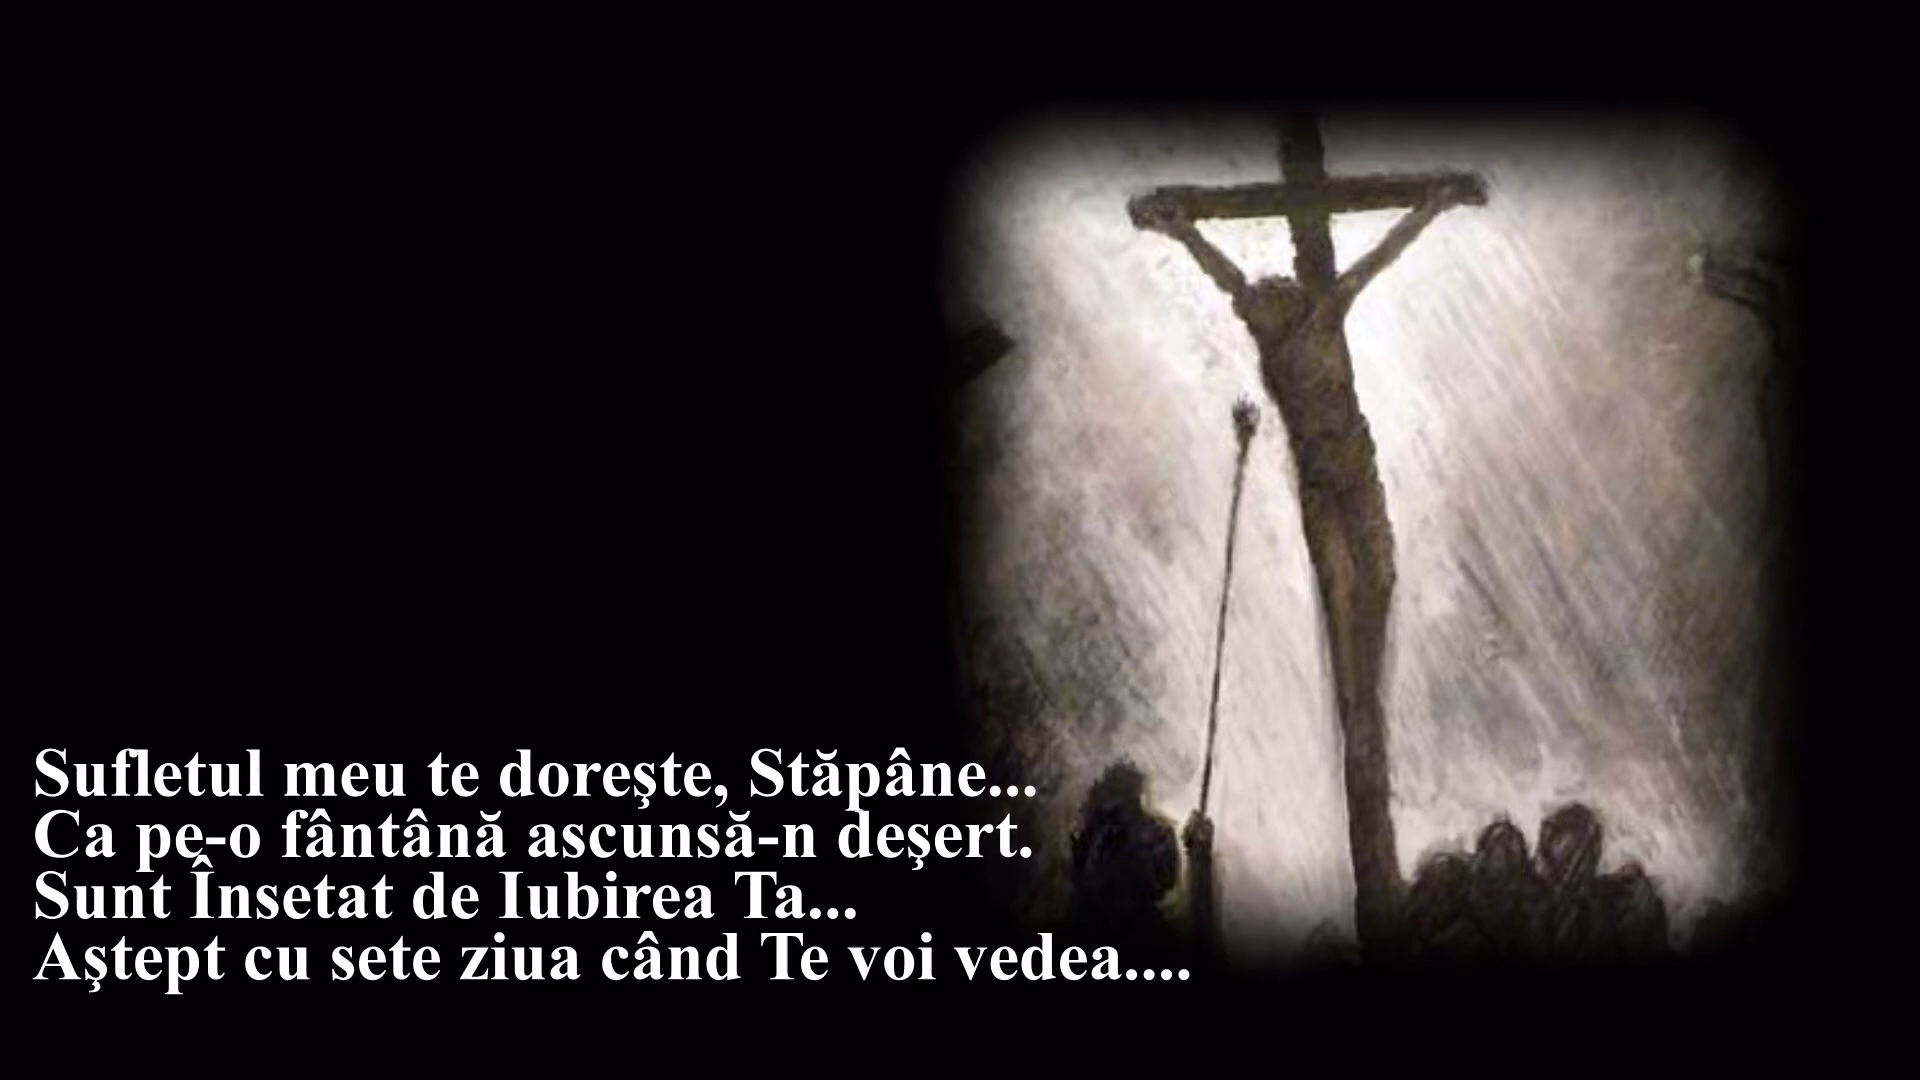 Sufletul meu te doreşte, Stăpâne...
Ca pe-o fântână ascunsă-n deşert.
Sunt Însetat de Iubirea Ta...
Aştept cu sete ziua când Te voi vedea....